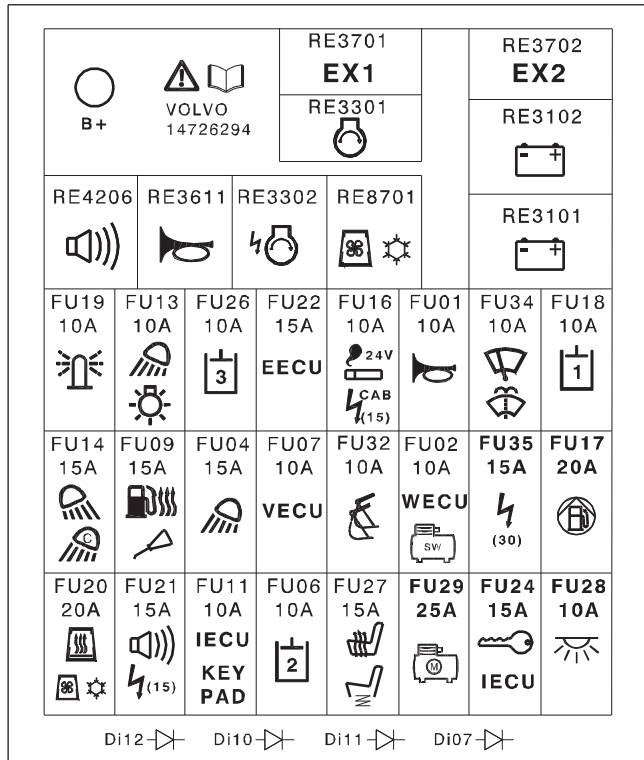 RE3701
EX1
RE3702
EX2
B+
VOLVO
14726294
RE3301
RE3102
- +
RE4206 RE3611 RE3302 RE8701
RE3101
- +
FU19 FU13 FU26 FU22 FU16 FU01 FU34 FU18
10A 10A 10A 15A 10A 10A 10A 10A
3 EECU 24V 1
CAB
(15)
FU14 FU09 FU04 FU07 FU32 FU02 FU35 FU17
15A 15A 15A 10A 10A 10A 15A 20A
C VECU WECU
SW (30)
FU20 FU21 FU11 FU06 FU27 FU29 FU24 FU28
20A 15A 10A 10A 15A 25A 15A 10A
IECU 2 M
(15) KEY IECU
PAD
Di12 Di10 Di11 Di07